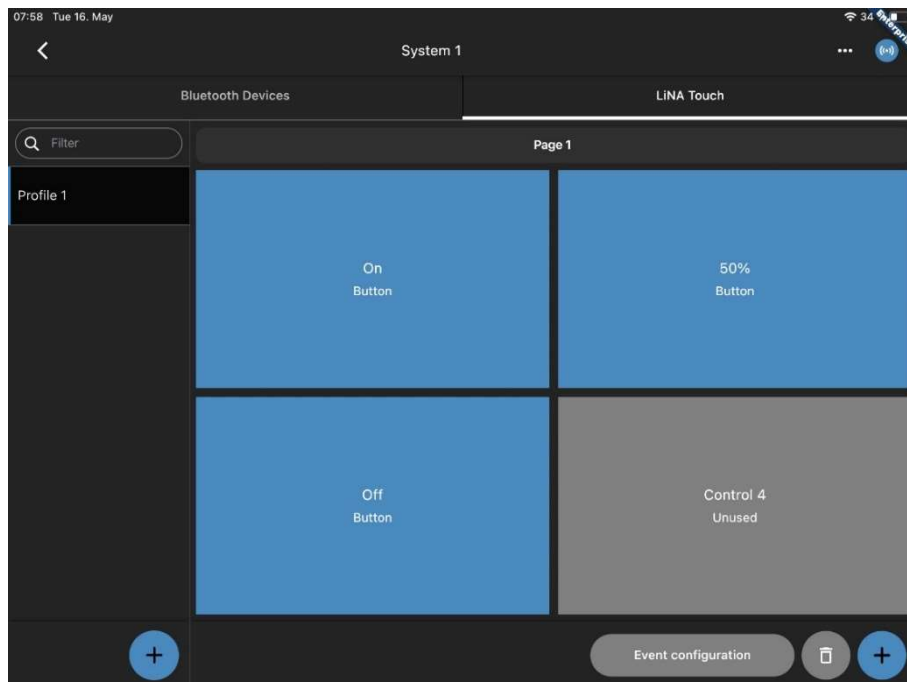 07:58 Tue 16. May
34
System 1
Bluetooth Devices
LiNA Touch
Filter
Page 1
Profile 1
On
Button
50%
Button
Off
Button
Control 4
Unused
Event configuration